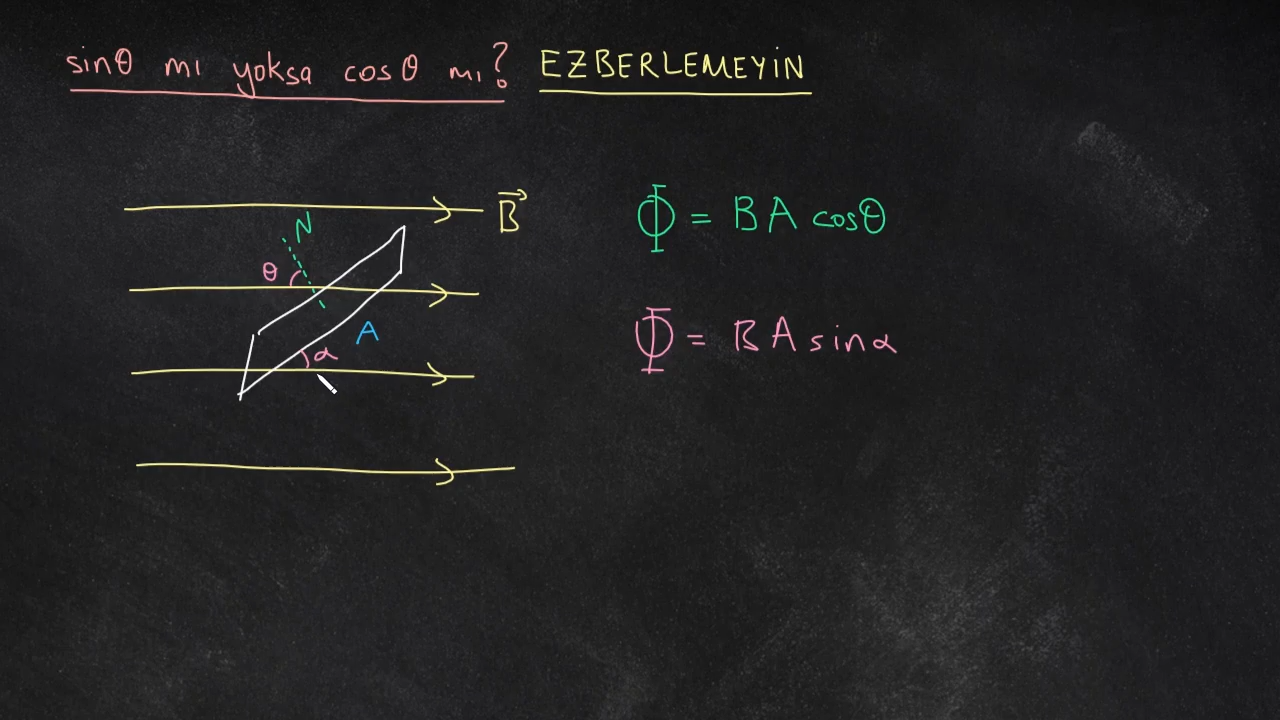 sinθ mı yoksa cosθ mı? EZBERLEMEYİN
B⃗
N
θ
A
α
Φ = BA cosθ
Φ = BA sinα